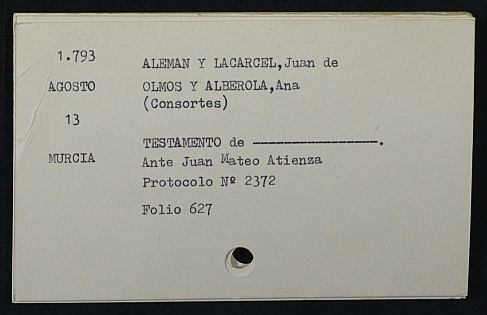 1.793
ALEMAN Y LACARCEL,Juan de
AGOSTO
OLMOS Y ALBEROLA,Ana
(Consortes)
13
TESTAMENTO de ----------------.
MURCIA
Ante Juan Mateo Atienza
Protocolo Nº 2372
Folio 627